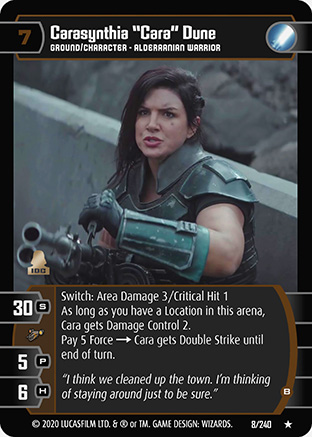 7 Carasynthia "Cara" Dune
GROUND/CHARACTER - ALDERAANIAN WARRIOR
30 S
5 P
6 H
Switch: Area Damage 3/Critical Hit 1
As long as you have a Location in this arena,
Cara gets Damage Control 2.
Pay 5 Force → Cara gets Double Strike until
end of turn.
“I think we cleaned up the town. I’m thinking
of staying around just to be sure.”
B
© 2020 LUCASFILM LTD. & ® or TM. GAME DESIGN: WIZARDS. 8/240 ★